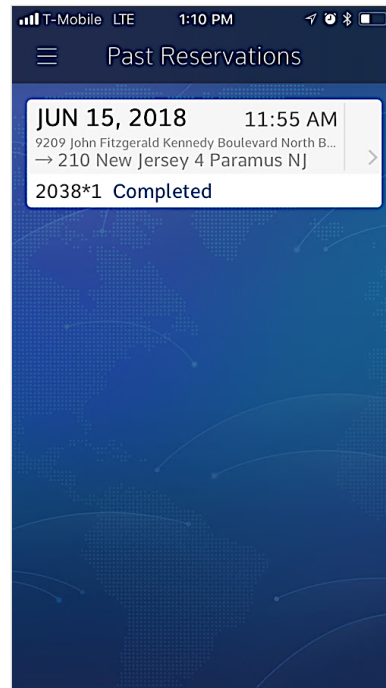 T-Mobile LTE 1:10 PM
Past Reservations
JUN 15, 2018 11:55 AM
9209 John Fitzgerald Kennedy Boulevard North B...
→ 210 New Jersey 4 Paramus NJ
2038*1 Completed